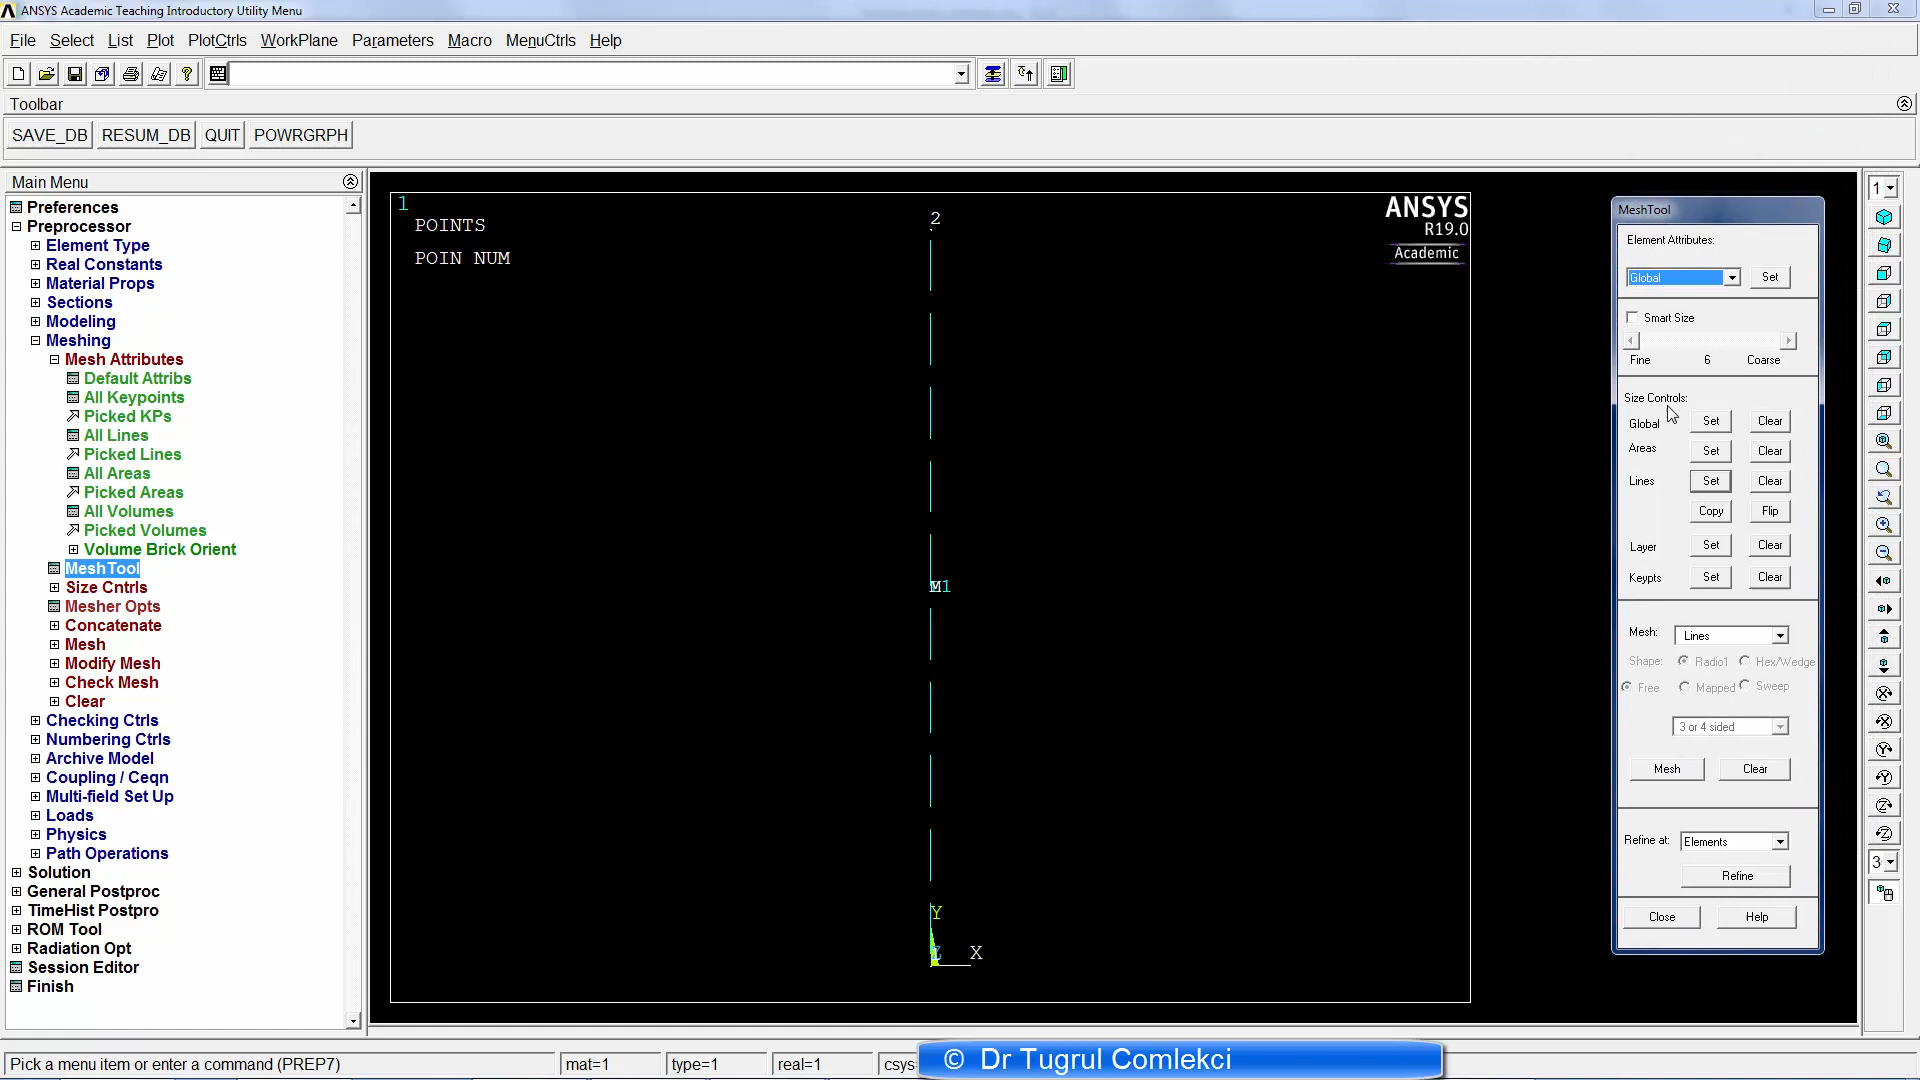 ANSYS Academic Teaching Introductory Utility Menu
File Select List Plot PlotCtrls WorkPlane Parameters Macro MenuCtrls Help
Toolbar
SAVE_DB RESUM_DB QUIT POWRGRPH
Main Menu
Preferences
Preprocessor
Element Type
Real Constants
Material Props
Sections
Modeling
Meshing
Mesh Attributes
Default Attribs
All Keypoints
Picked KPs
All Lines
Picked Lines
All Areas
Picked Areas
All Volumes
Picked Volumes
Volume Brick Orient
MeshTool
Size Cntrls
Mesher Opts
Concatenate
Mesh
Modify Mesh
Check Mesh
Clear
Checking Ctrls
Numbering Ctrls
Archive Model
Coupling / Ceqn
Multi-field Set Up
Loads
Physics
Path Operations
Solution
General Postproc
TimeHist Postpro
ROM Tool
Radiation Opt
Session Editor
Finish
1
POINTS
POIN NUM
2
ANSYS
R19.0
Academic
Y
X
MeshTool
Element Attributes:
Global Set
Smart Size
Fine 6 Coarse
Size Controls:
Global Set Clear
Areas Set Clear
Lines Set Clear
Copy Flip
Layer Set Clear
Keypts Set Clear
Mesh: Lines
Shape: Radio1 Hex/Wedge
Free Mapped Sweep
3 or 4 sided
Mesh Clear
Refine at: Elements
Refine
Close Help
1
3
Pick a menu item or enter a command (PREP7) mat=1 type=1 real=1 csys
© Dr Tugrul Comlekci